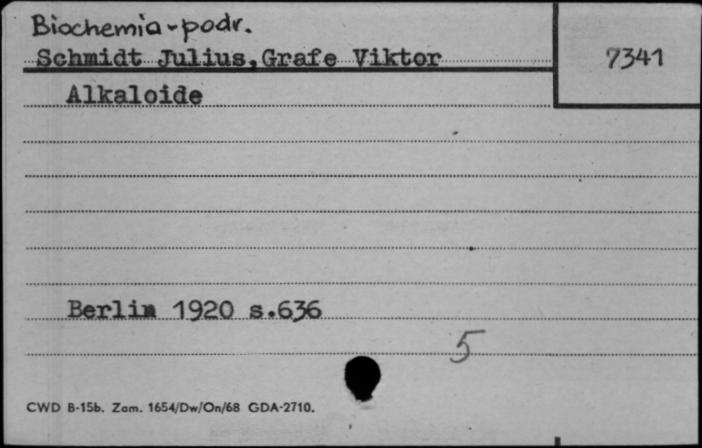 Biochemia-podr.
Schmidt Julius,Grafe Viktor
7341
Alkaloide
Berlin 1920 s.636
5
CWD B-15b. Zam. 1654/Dw/On/68 GDA-2710.